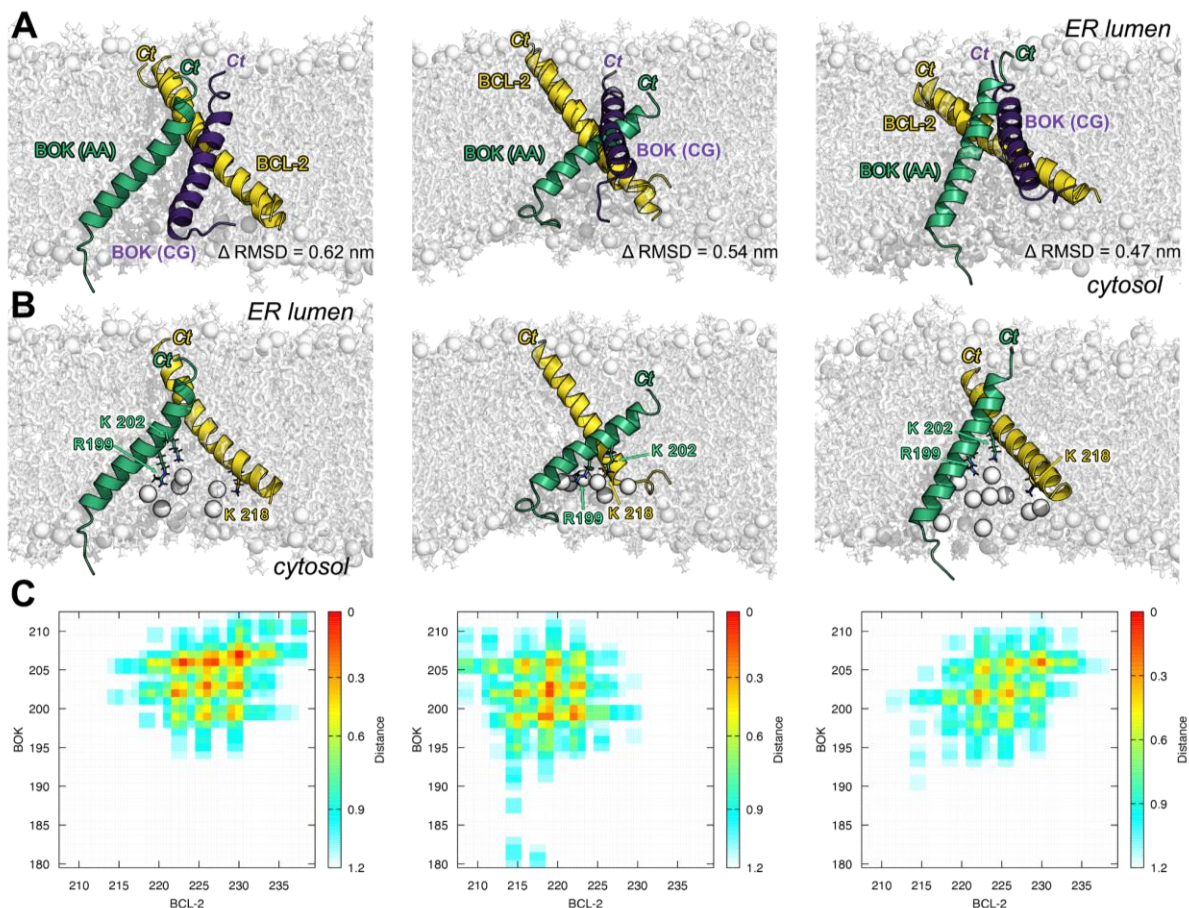 A
Ct
Ct
Ct
BOK (AA)
BCL-2
BOK (CG)
Δ RMSD = 0.62 nm
Ct
Ct
Ct
BCL-2
BOK (AA)
BOK (CG)
Δ RMSD = 0.54 nm
ER lumen
Ct
Ct
Ct
BCL-2
BOK (CG)
BOK (AA)
Δ RMSD = 0.47 nm
cytosol
B
ER lumen
Ct
Ct
K 202
R199
K 218
cytosol
Ct
Ct
K 202
R199
K 218
Ct
Ct
K 202
R199
K 218
C
210
205
200
195
190
185
180
BOK
210 215 220 225 230 235
BCL-2
0
0.3
0.6
0.9
1.2
Distance
210
205
200
195
190
185
180
BOK
210 215 220 225 230 235
BCL-2
0
0.3
0.6
0.9
1.2
Distance
210
205
200
195
190
185
180
BOK
210 215 220 225 230 235
BCL-2
0
0.3
0.6
0.9
1.2
Distance